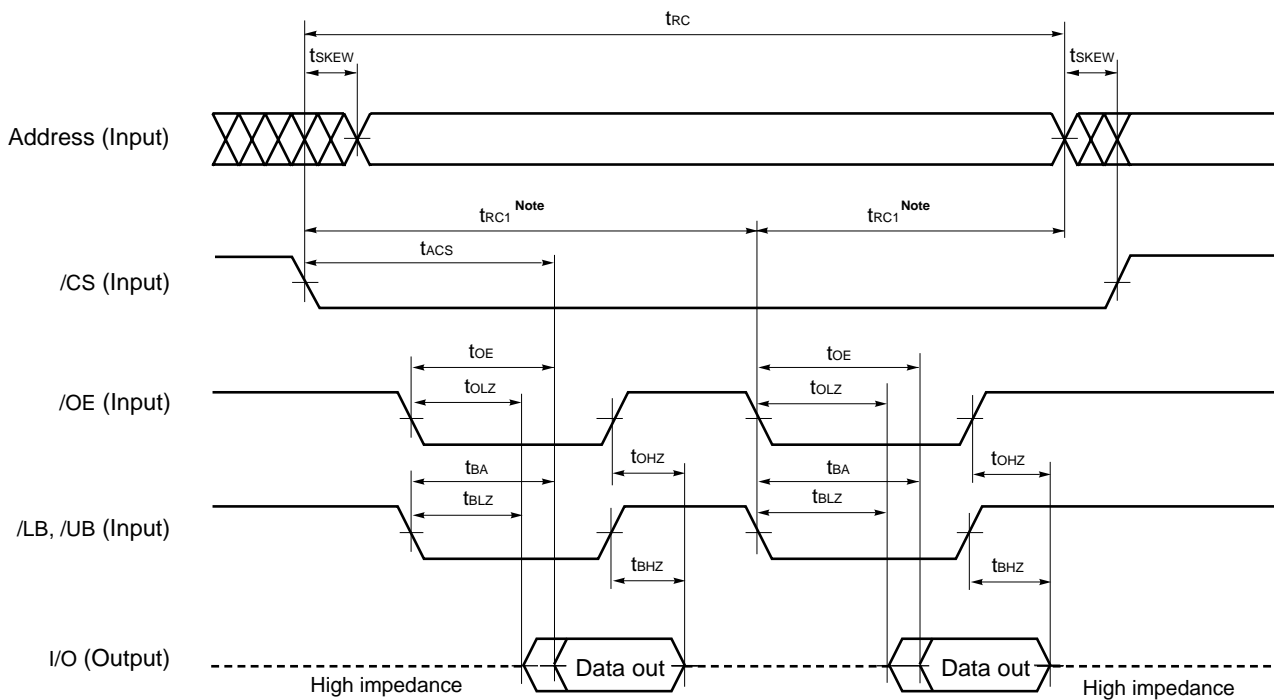 tRC
tSKEW
tSKEW
Address (Input)
tRC1 Note
tRC1 Note
tACS
/CS (Input)
tOE
tOE
tOLZ
tOLZ
/OE (Input)
tOHZ
tOHZ
tBA
tBA
tBLZ
tBLZ
/LB, /UB (Input)
tBHZ
tBHZ
I/O (Output)
Data out
Data out
High impedance
High impedance